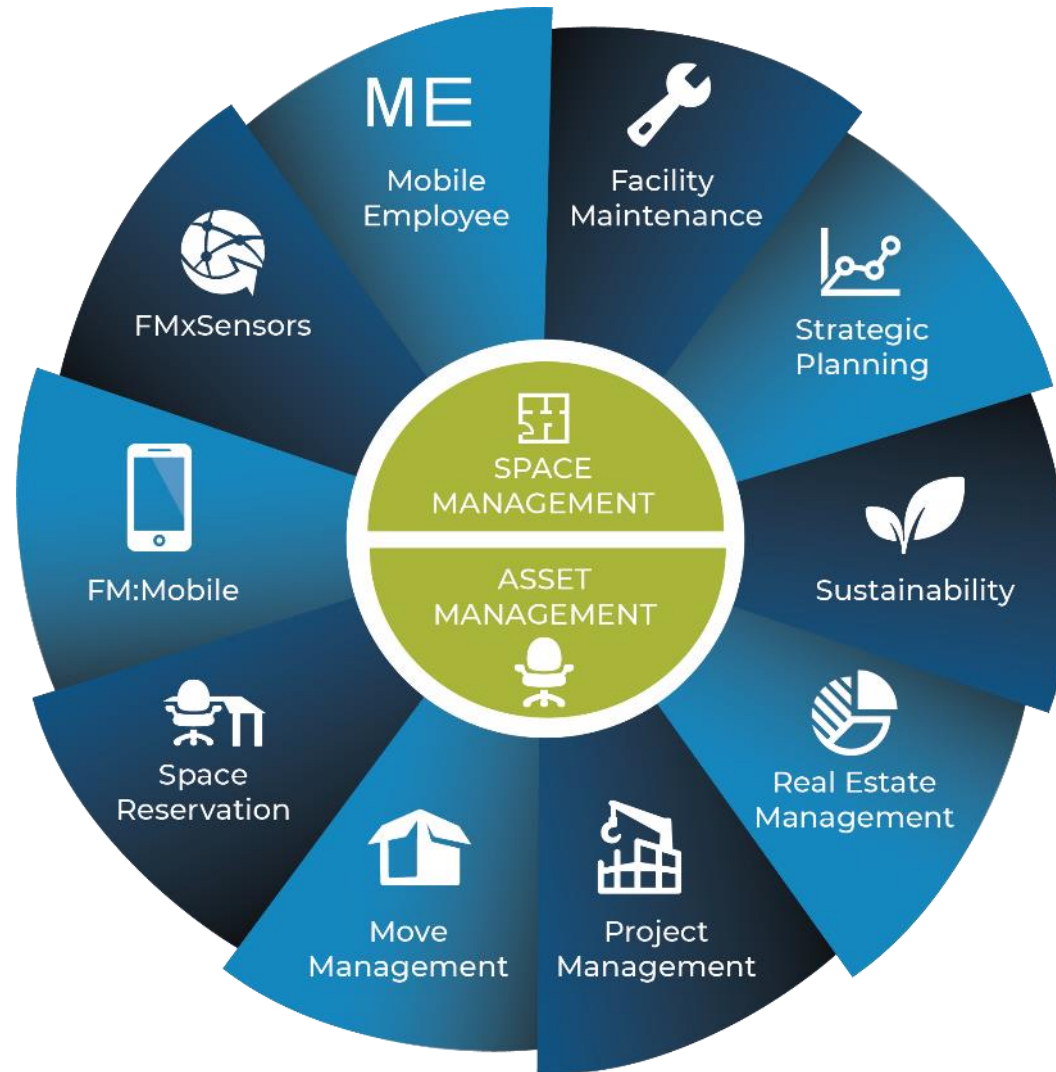 ME
Mobile
Employee
Facility
Maintenance
Strategic
Planning
Sustainability
Real Estate
Management
Project
Management
Move
Management
Space
Reservation
FM:Mobile
FMxSensors
SPACE
MANAGEMENT
ASSET
MANAGEMENT